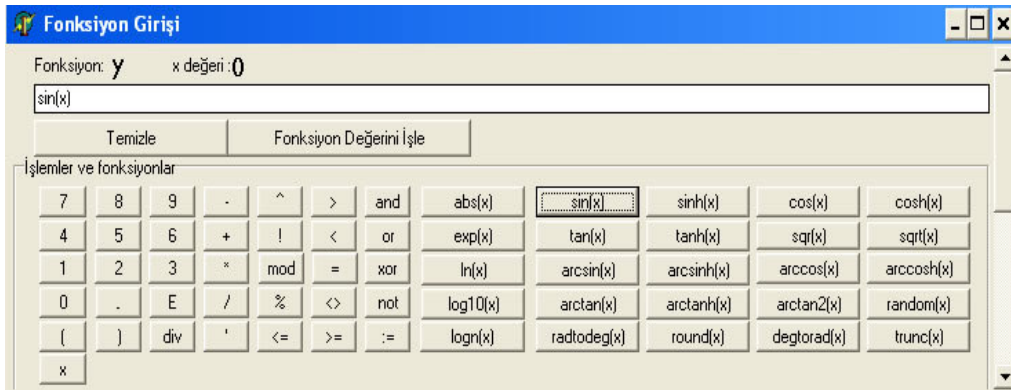 Fonksiyon Girişi
Fonksiyon: y x değeri :0
sin(x)
Temizle Fonksiyon Değerini İşle
İşlemler ve fonksiyonlar
7 8 9 - ^ > and abs(x) sin(x) sinh(x) cos(x) cosh(x)
4 5 6 + ! < or exp(x) tan(x) tanh(x) sqr(x) sqrt(x)
1 2 3 * mod = xor ln(x) arcsin(x) arcsinh(x) arccos(x) arccosh(x)
0 . E / % <> not log10(x) arctan(x) arctanh(x) arctan2(x) random(x)
( ) div ' <= >= := logn(x) radtodeg(x) round(x) degtorad(x) trunc(x)
x